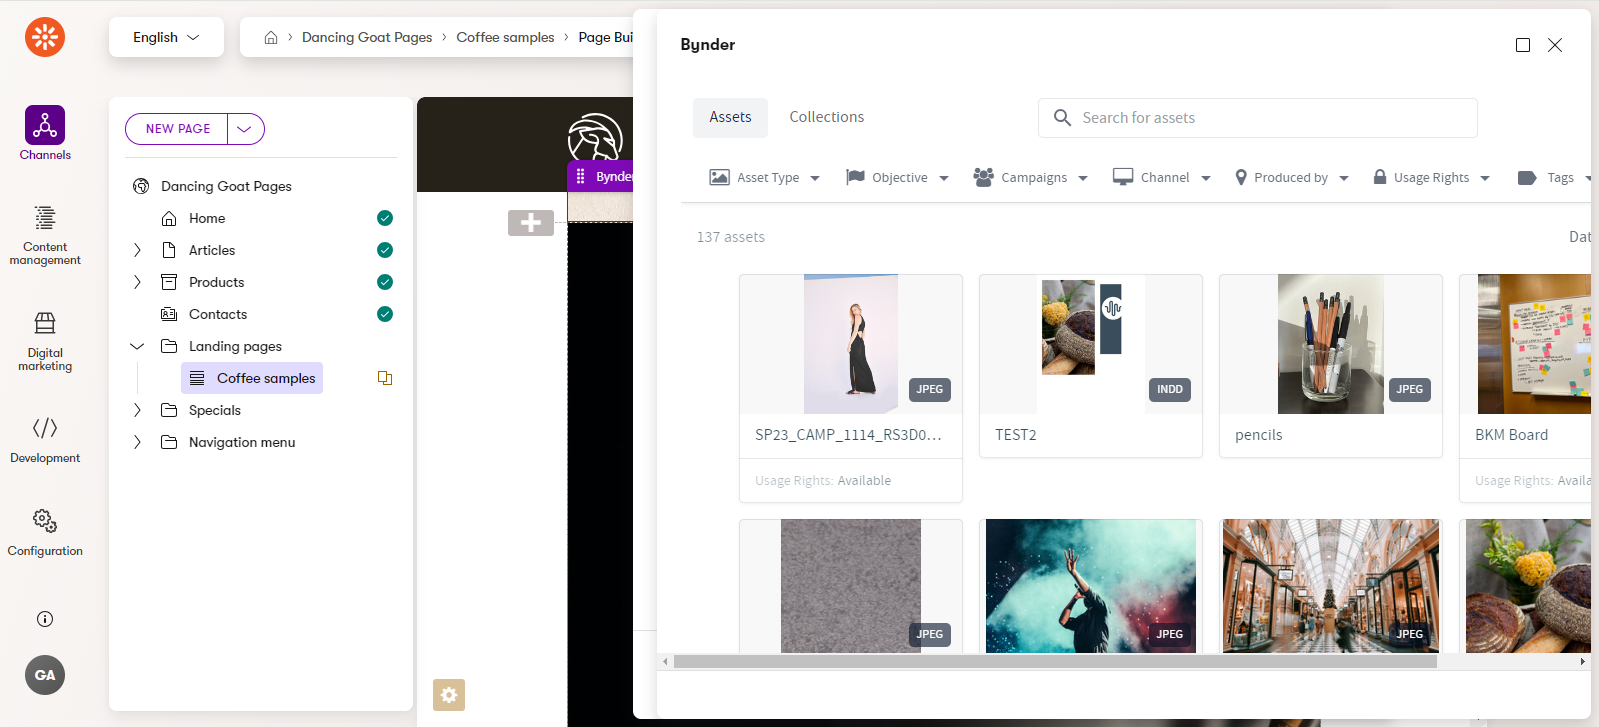 English
Dancing Goat Pages
Coffee samples
Page Bui
Bynder
Channels
Content
management
Digital
marketing
Development
Configuration
GA
NEW PAGE
Dancing Goat Pages
Home
Articles
Products
Contacts
Landing pages
Coffee samples
Specials
Navigation menu
Bynder
Assets
Collections
Search for assets
Asset Type
Objective
Campaigns
Channel
Produced by
Usage Rights
Tags
137 assets
Dat
JPEG
INDD
JPEG
SP23_CAMP_1114_RS3D0...
TEST2
pencils
BKM Board
Usage Rights: Available
Usage Rights: Availa
JPEG
JPEG
JPEG